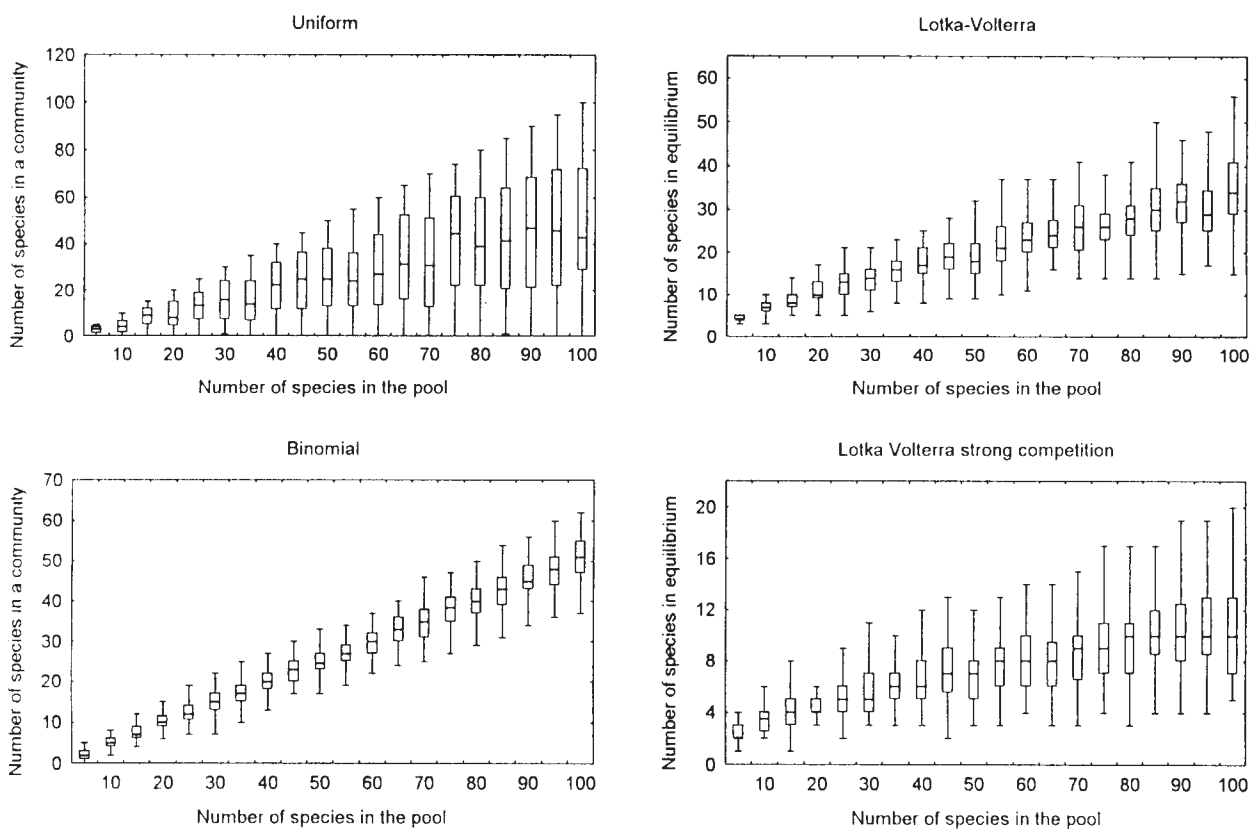 Uniform
Number of species in a community
120
100
80
60
40
20
0
10 20 30 40 50 60 70 80 90 100
Number of species in the pool
Lotka-Volterra
Number of species in equilibrium
60
50
40
30
20
10
0
10 20 30 40 50 60 70 80 90 100
Number of species in the pool
Binomial
Number of species in a community
70
60
50
40
30
20
10
0
10 20 30 40 50 60 70 80 90 100
Number of species in the pool
Lotka Volterra strong competition
Number of species in equilibrium
20
16
12
8
4
0
10 20 30 40 50 60 70 80 90 100
Number of species in the pool